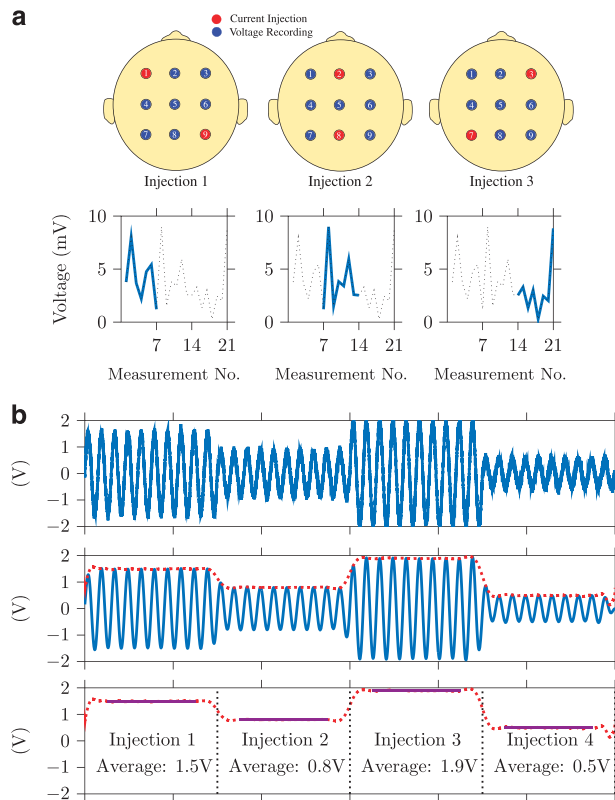 a
Current Injection
Voltage Recording
1 2 3
4 5 6
7 8 9
1 2 3
4 5 6
7 8 9
1 2 3
4 5 6
7 8 9
Injection 1
Injection 2
Injection 3
Voltage (mV)
10
5
0
7 14 21
Measurement No.
10
5
0
7 14 21
Measurement No.
10
5
0
7 14 21
Measurement No.
b
(V)
2
1
0
−1
−2
(V)
2
1
0
−1
−2
(V)
2
1
0
−1
−2
Injection 1
Average: 1.5V
Injection 2
Average: 0.8V
Injection 3
Average: 1.9V
Injection 4
Average: 0.5V